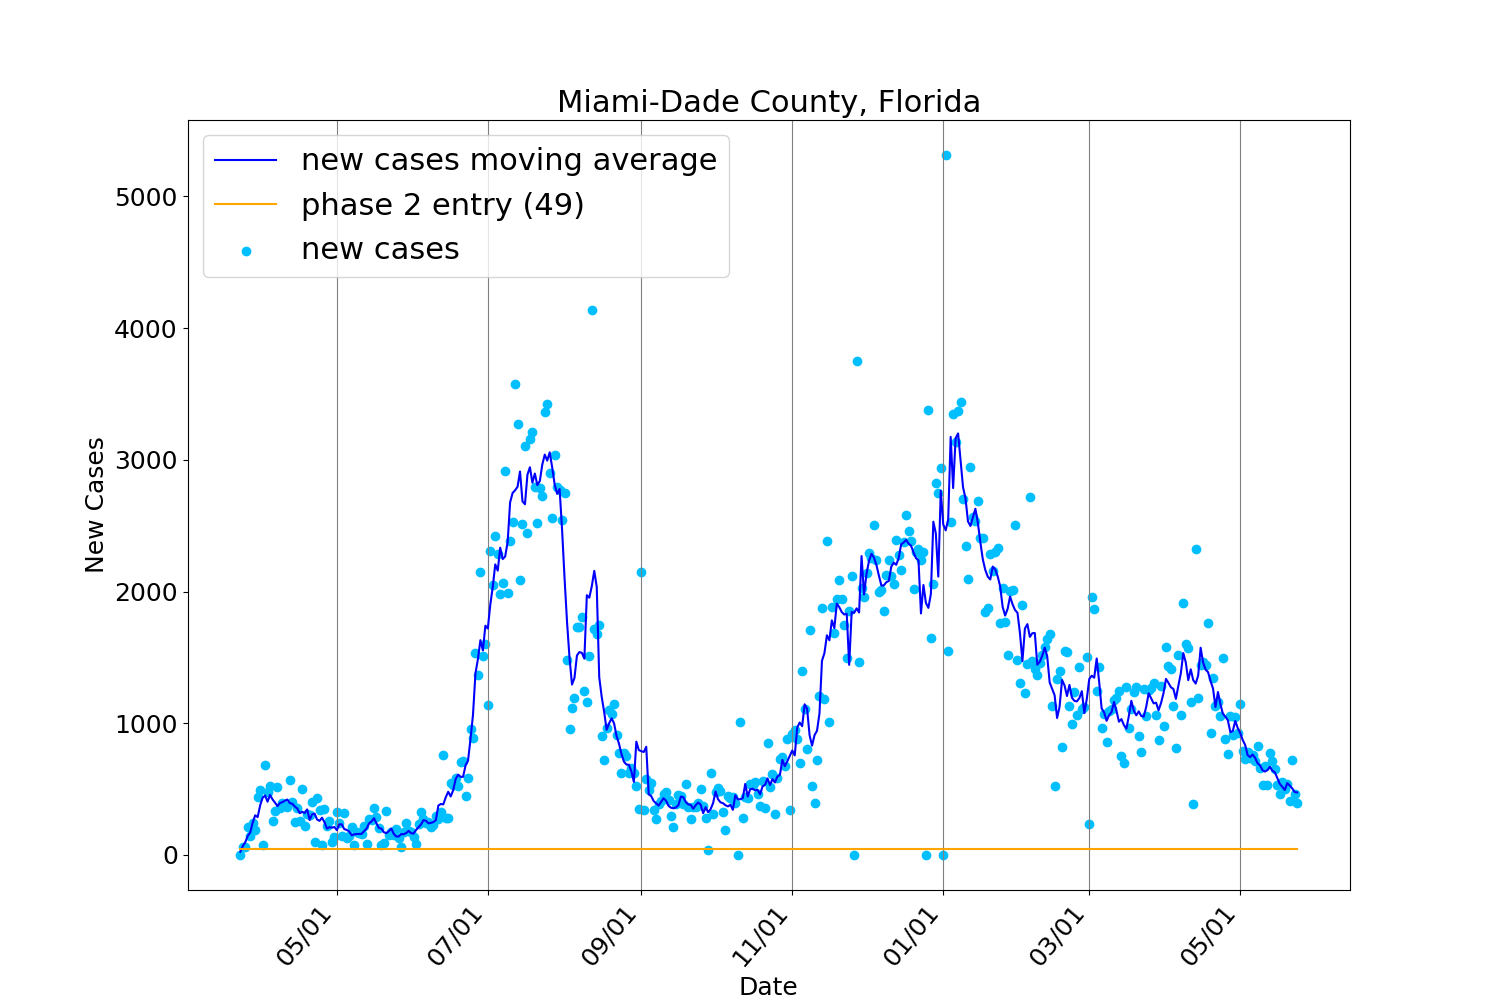 Miami-Dade County, Florida
new cases moving average
phase 2 entry (49)
new cases
5000
4000
3000
2000
1000
0
New Cases
05/01
07/01
09/01
11/01
01/01
03/01
05/01
Date